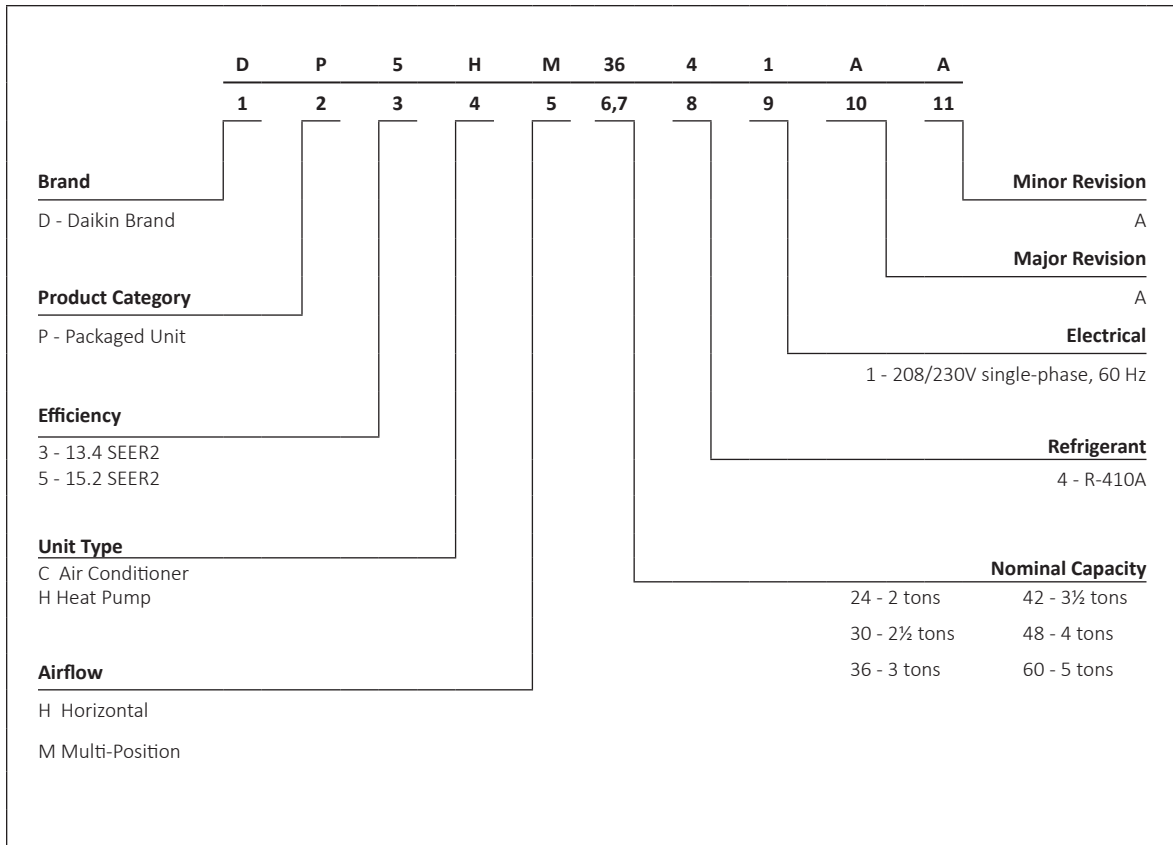 D P 5 H M 36 4 1 A A
1 2 3 4 5 6,7 8 9 10 11
Brand
D - Daikin Brand
Product Category
P - Packaged Unit
Efficiency
3 - 13.4 SEER2
5 - 15.2 SEER2
Unit Type
C Air Conditioner
H Heat Pump
Airflow
H Horizontal
M Multi-Position
Minor Revision
A
Major Revision
A
Electrical
1 - 208/230V single-phase, 60 Hz
Refrigerant
4 - R-410A
Nominal Capacity
24 - 2 tons 42 - 3½ tons
30 - 2½ tons 48 - 4 tons
36 - 3 tons 60 - 5 tons